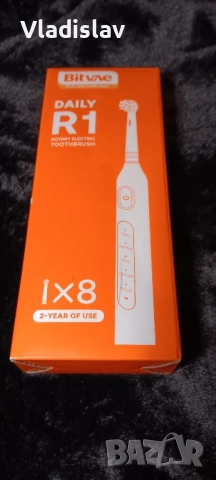 Vladislav
Bitvae
DAILY
R1
ROTARY ELECTRIC
TOOTHBRUSH
1×8
2-YEAR OF USE
BAZAR